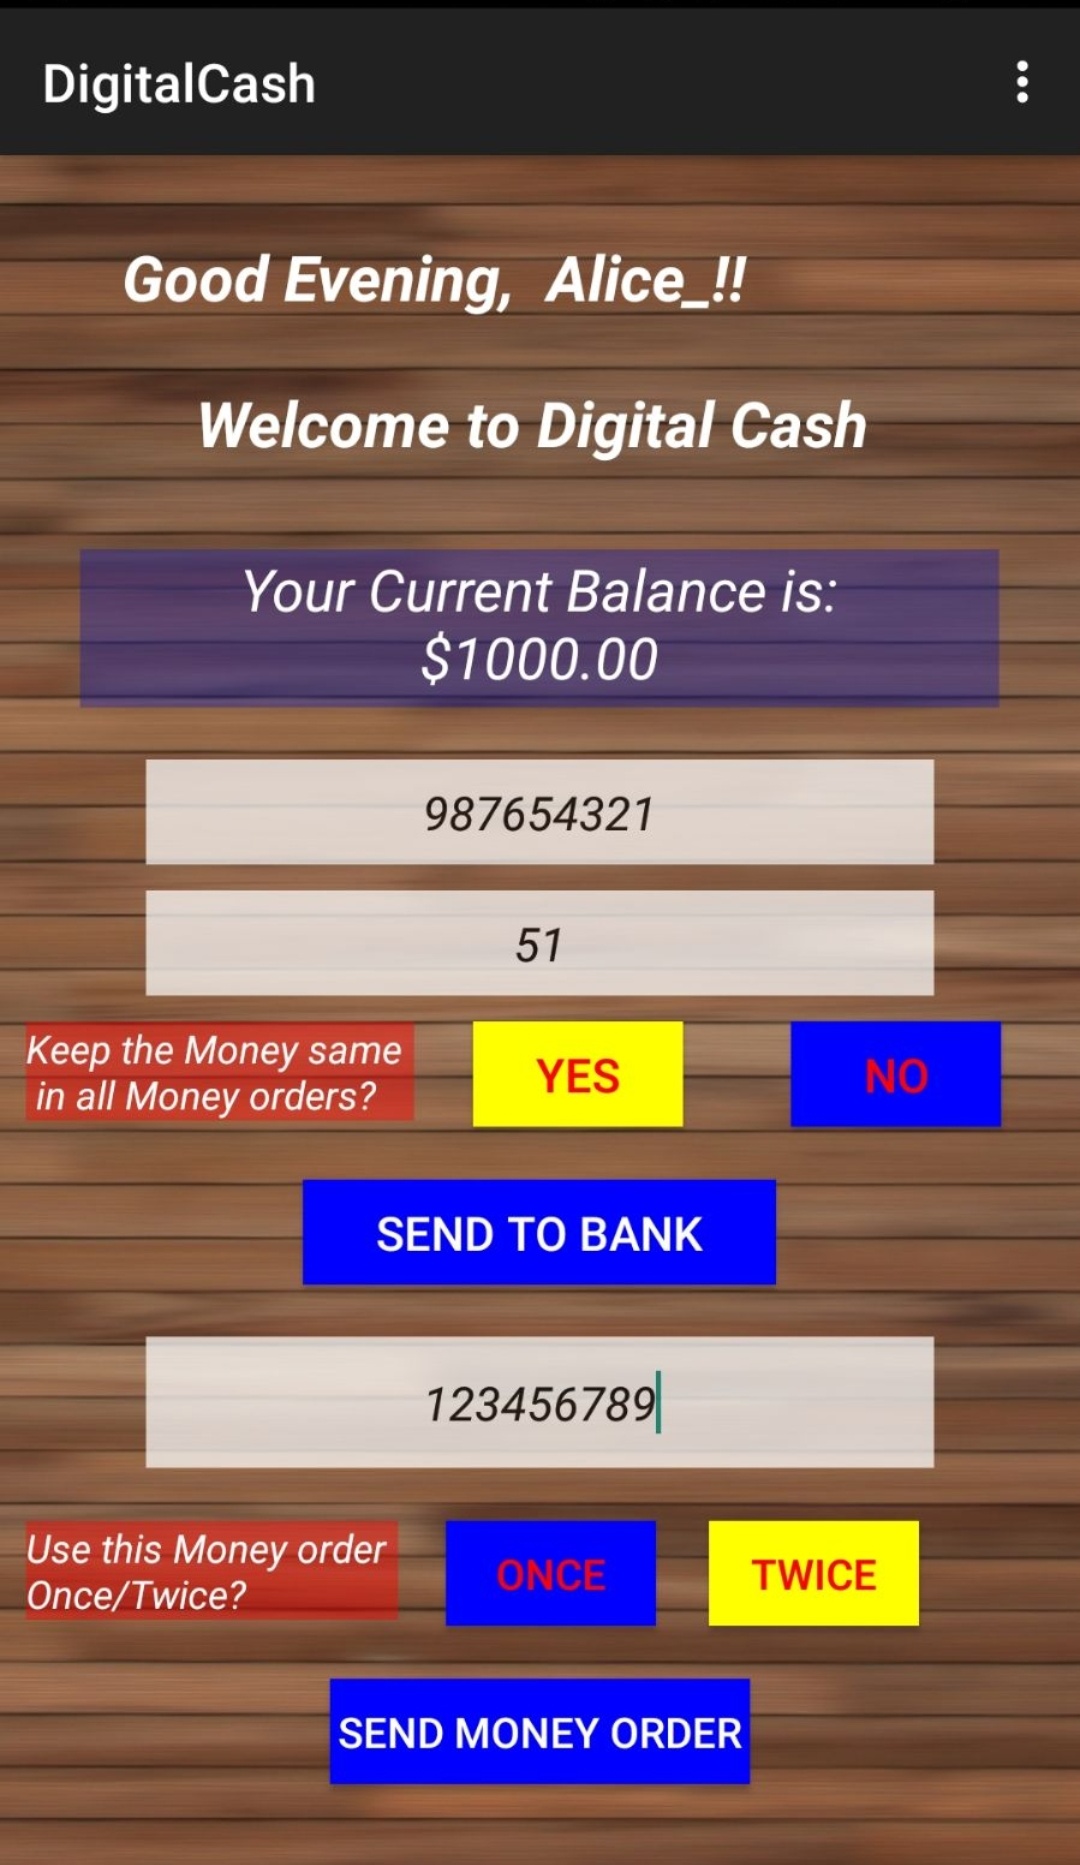 DigitalCash
Good Evening,  Alice_!!
Welcome to Digital Cash
Your Current Balance is:
$1000.00
987654321
51
Keep the Money same
in all Money orders?
YES
NO
SEND TO BANK
123456789
Use this Money order
Once/Twice?
ONCE
TWICE
SEND MONEY ORDER